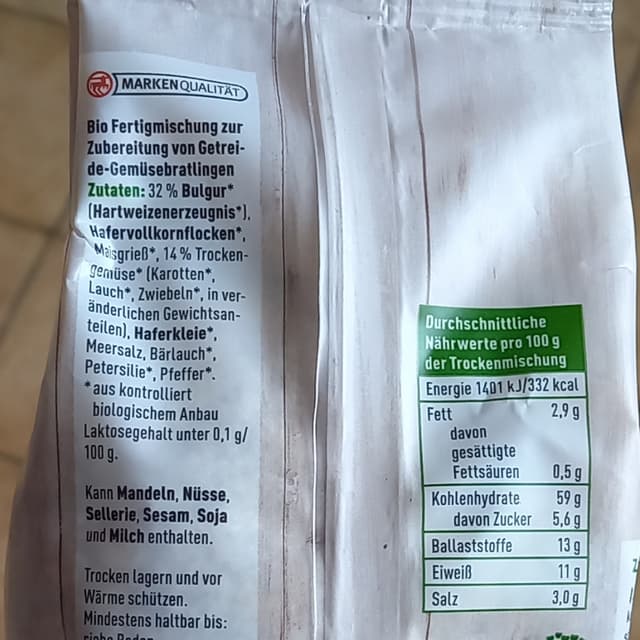 MARKENQUALITÄT
Bio Fertigmischung zur
Zubereitung von Getrei-
de-Gemüsebratlingen
Zutaten: 32 % Bulgur*
(Hartweizenerzeugnis*),
Hafervollkornflocken*,
Maisgrieß*, 14 % Trocken-
gemüse* (Karotten*,
Lauch*, Zwiebeln*, in ver-
änderlichen Gewichtsan-
teilen), Haferkleie*,
Meersalz, Bärlauch*,
Petersilie*, Pfeffer*.
*aus kontrolliert
biologischem Anbau
Laktosegehalt unter 0,1 g/
100 g.
Kann Mandeln, Nüsse,
Sellerie, Sesam, Soja
und Milch enthalten.
Trocken lagern und vor
Wärme schützen.
Mindestens haltbar bis:
siehe Boden
Durchschnittliche
Nährwerte pro 100 g
der Trockenmischung
Energie 1401 kJ/332 kcal
Fett 2,9 g
davon
gesättigte
Fettsäuren 0,5 g
Kohlenhydrate 59 g
davon Zucker 5,6 g
Ballaststoffe 13 g
Eiweiß 11 g
Salz 3,0 g